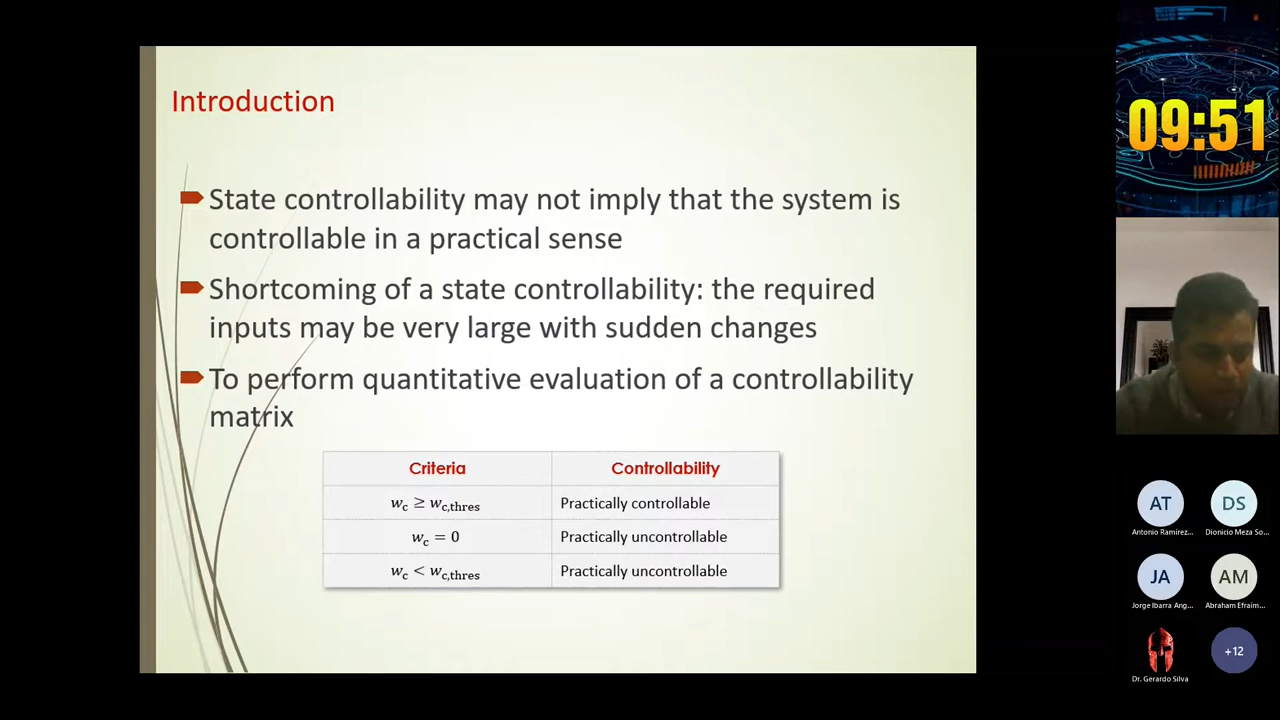 Introduction
State controllability may not imply that the system is
controllable in a practical sense
Shortcoming of a state controllability: the required
inputs may be very large with sudden changes
To perform quantitative evaluation of a controllability
matrix
Criteria Controllability
w_c ≥ w_c,thres Practically controllable
w_c = 0 Practically uncontrollable
w_c < w_c,thres Practically uncontrollable
09:51
AT DS
Antonio Ramirez... Dionicio Meza So...
JA AM
Jorge Ibarra Ang... Abraham Efraim...
+12
Dr. Gerardo Silva